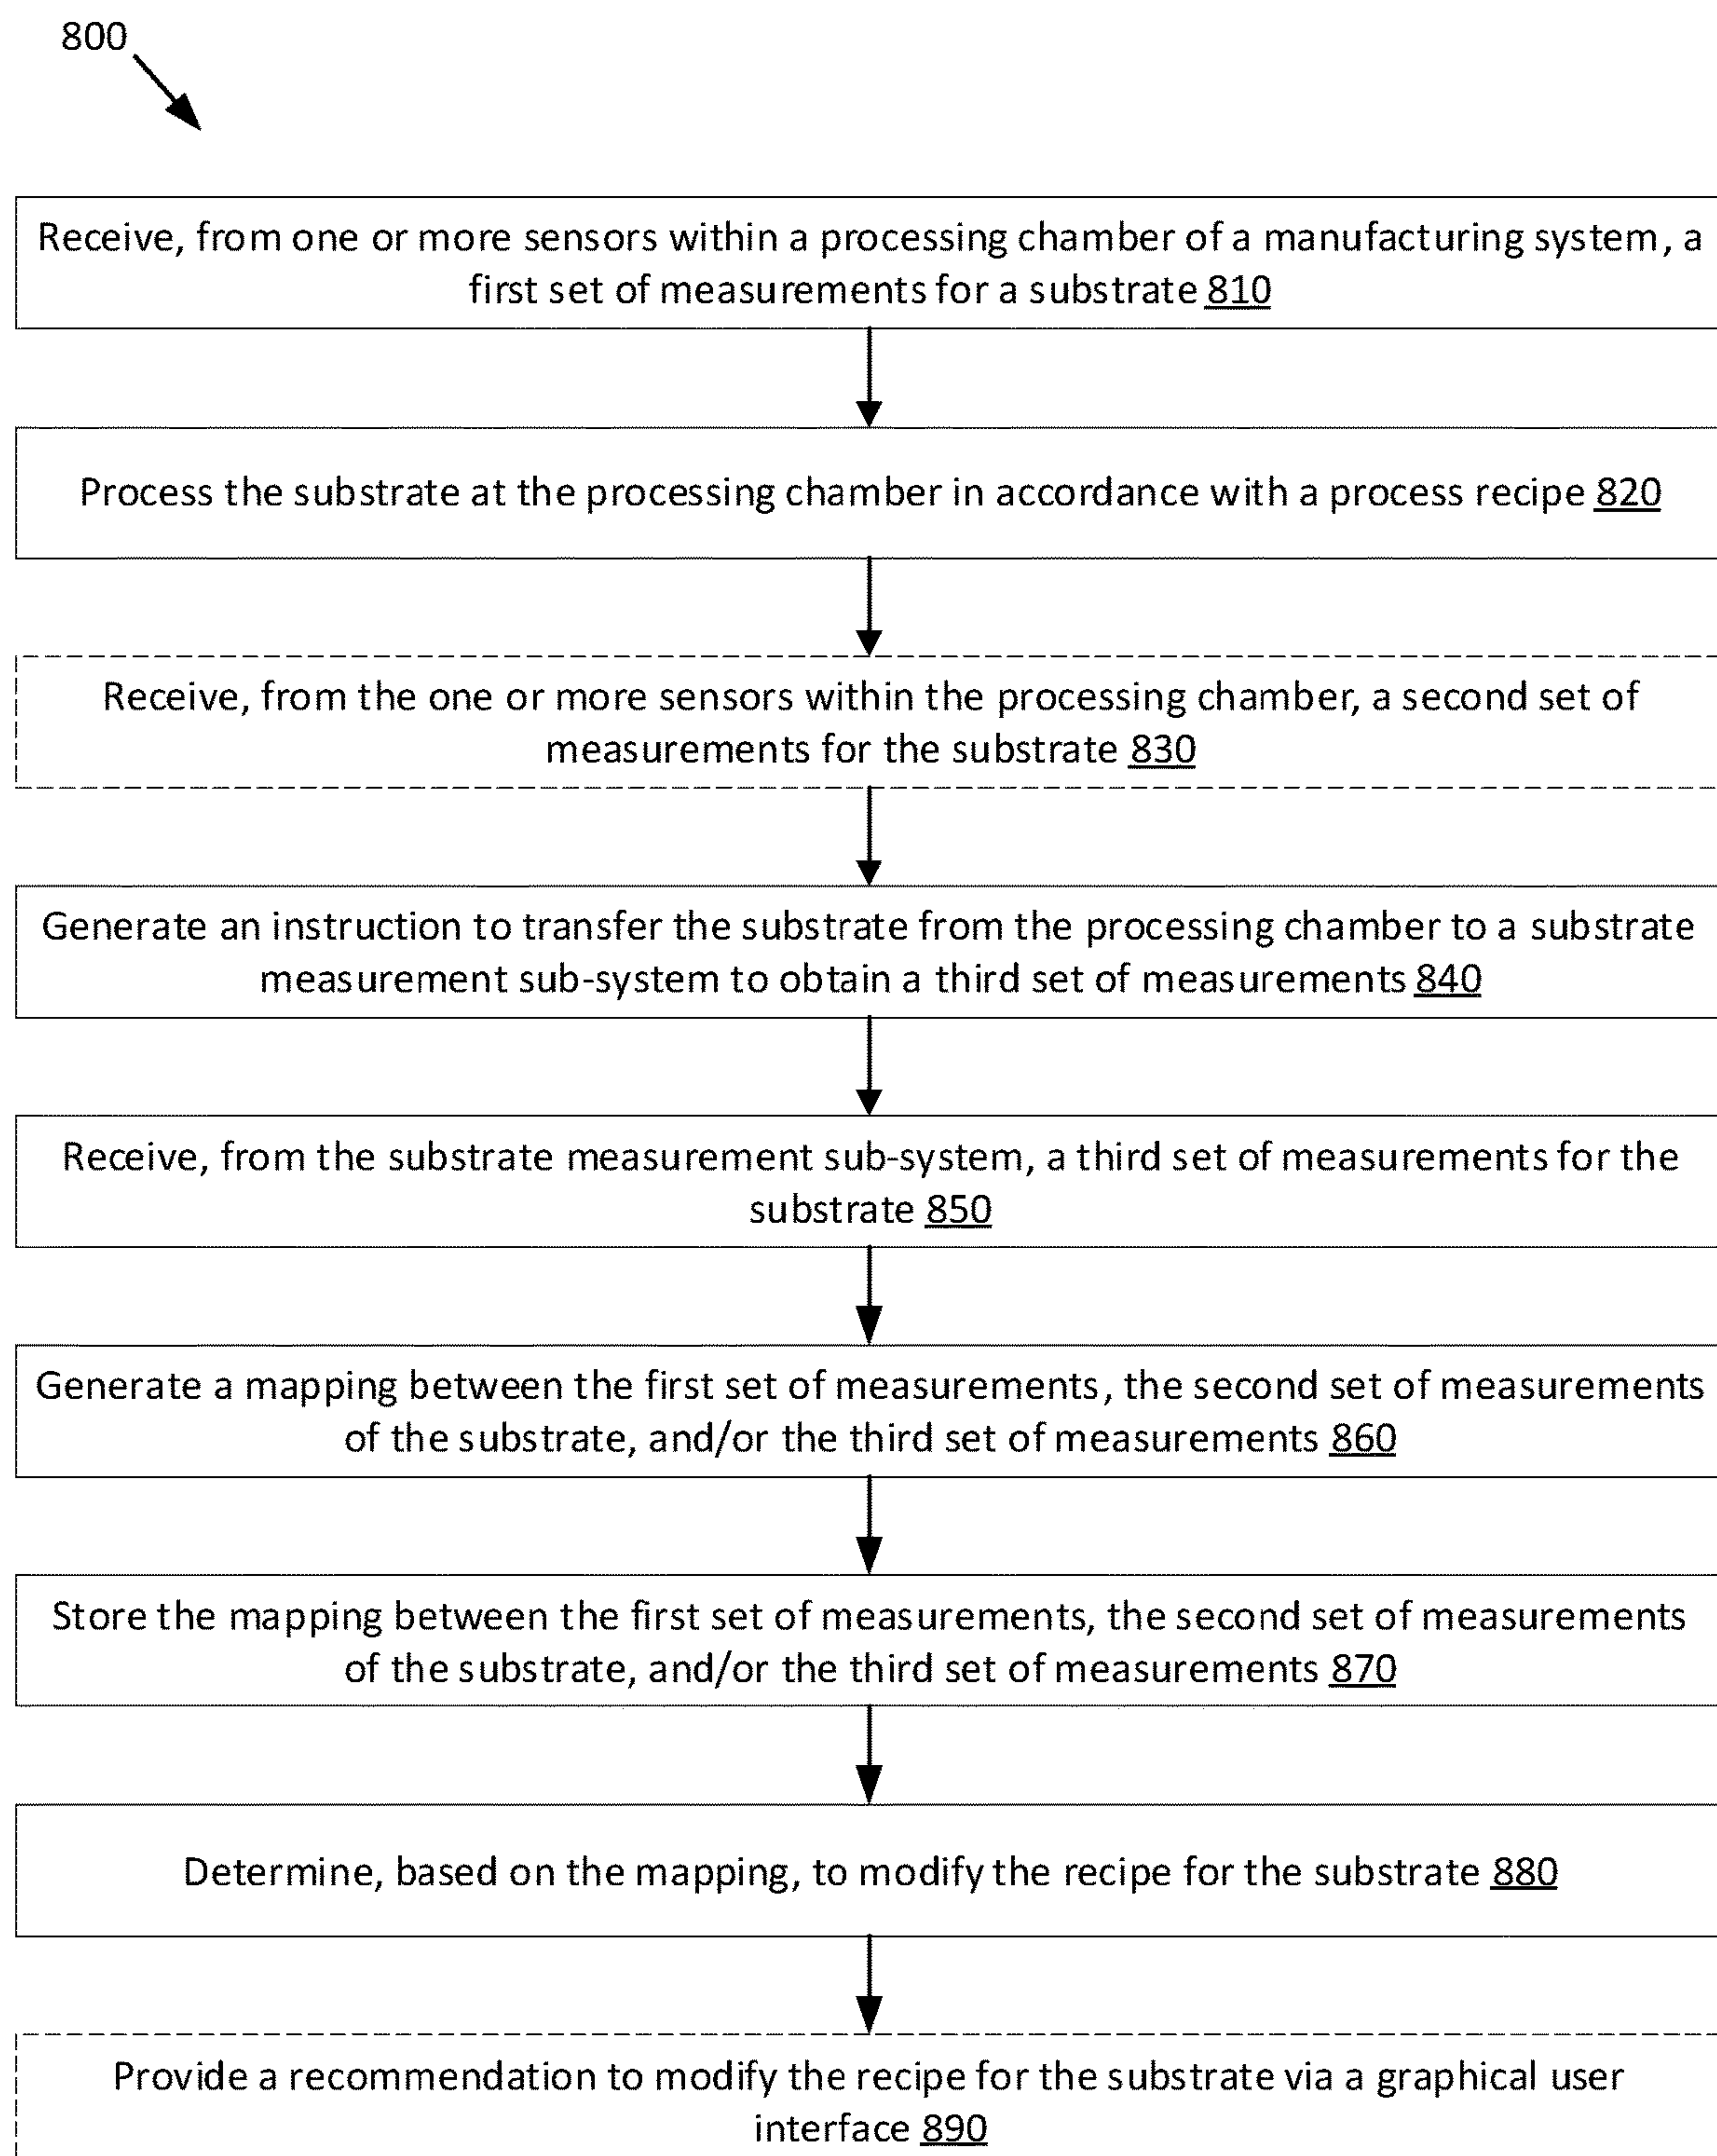 800
Receive, from one or more sensors within a processing chamber of a manufacturing system, a
first set of measurements for a substrate 810
Process the substrate at the processing chamber in accordance with a process recipe 820
Receive, from the one or more sensors within the processing chamber, a second set of
measurements for the substrate 830
Generate an instruction to transfer the substrate from the processing chamber to a substrate
measurement sub-system to obtain a third set of measurements 840
Receive, from the substrate measurement sub-system, a third set of measurements for the
substrate 850
Generate a mapping between the first set of measurements, the second set of measurements
of the substrate, and/or the third set of measurements 860
Store the mapping between the first set of measurements, the second set of measurements
of the substrate, and/or the third set of measurements 870
Determine, based on the mapping, to modify the recipe for the substrate 880
Provide a recommendation to modify the recipe for the substrate via a graphical user
interface 890